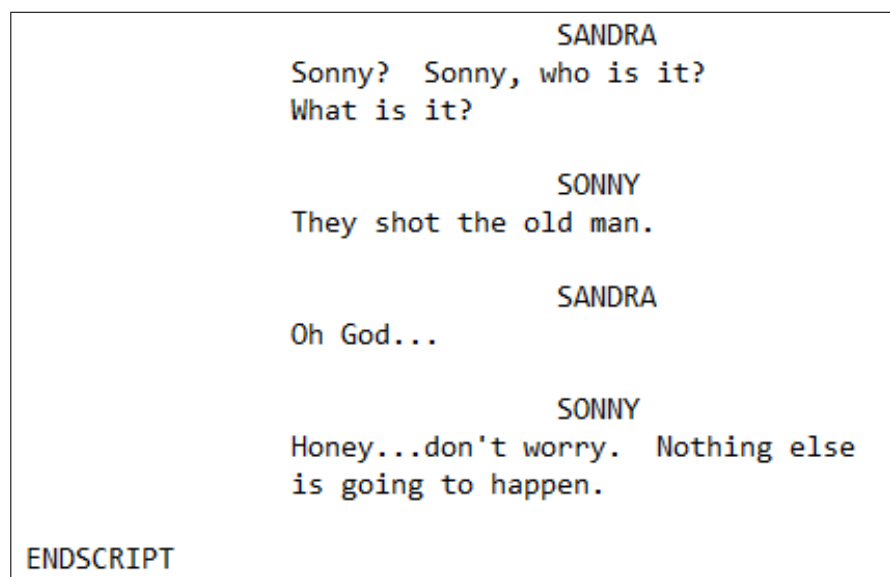 SANDRA
Sonny?  Sonny, who is it?
What is it?
SONNY
They shot the old man.
SANDRA
Oh God...
SONNY
Honey...don't worry.  Nothing else
is going to happen.
ENDSCRIPT